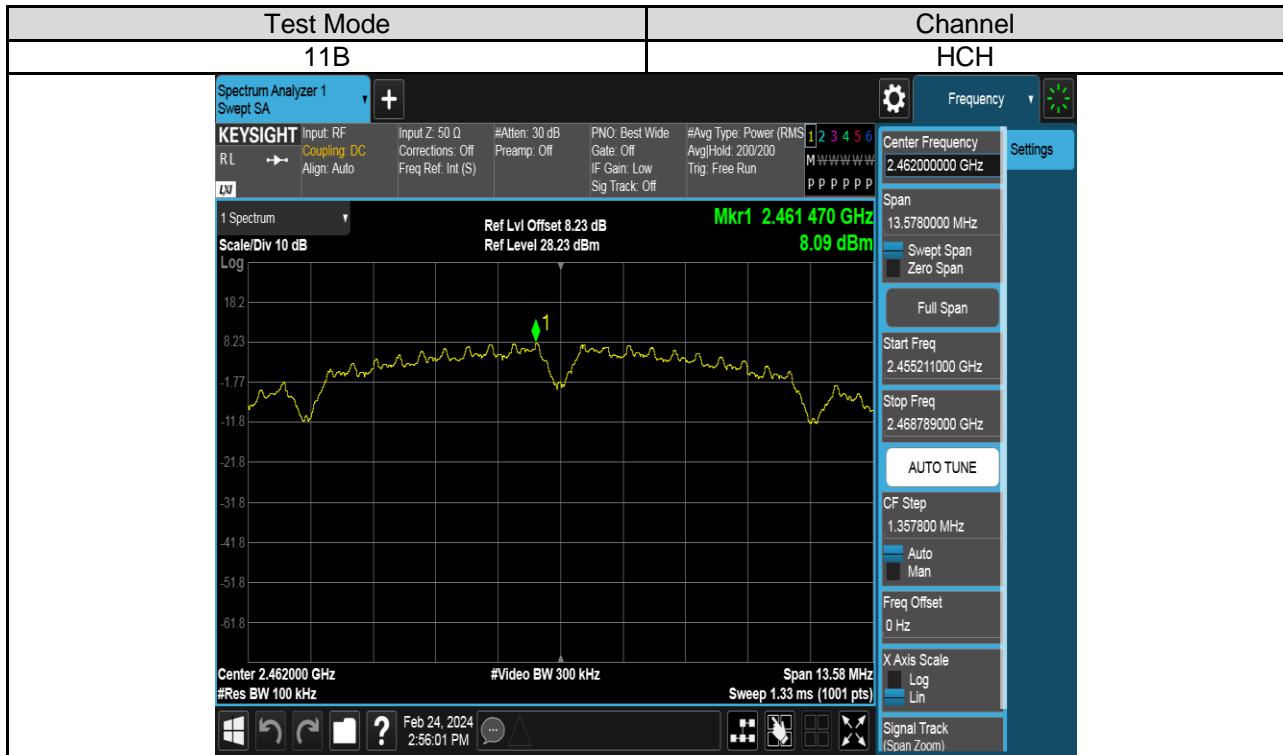 Test Mode Channel
11B HCH
Spectrum Analyzer 1
Swept SA
+
Frequency
KEYSIGHT
RL
LXI
Input: RF
Coupling: DC
Align: Auto
Input Z: 50 Ω
Corrections: Off
Freq Ref: Int (S)
#Atten: 30 dB
Preamp: Off
PNO: Best Wide
Gate: Off
IF Gain: Low
Sig Track: Off
#Avg Type: Power (RMS
Avg|Hold: 200/200
Trig: Free Run
1 2 3 4 5 6
M W W W W W
P P P P P P
1 Spectrum
Scale/Div 10 dB
Log
Ref Lvl Offset 8.23 dB
Ref Level 28.23 dBm
Mkr1 2.461 470 GHz
8.09 dBm
18.2
8.23
-1.77
-11.8
-21.8
-31.8
-41.8
-51.8
-61.8
1
Center 2.462000 GHz
#Res BW 100 kHz
#Video BW 300 kHz
Span 13.58 MHz
Sweep 1.33 ms (1001 pts)
?
Feb 24, 2024
2:56:01 PM
Center Frequency
2.462000000 GHz
Settings
Span
13.5780000 MHz
Swept Span
Zero Span
Full Span
Start Freq
2.455211000 GHz
Stop Freq
2.468789000 GHz
AUTO TUNE
CF Step
1.357800 MHz
Auto
Man
Freq Offset
0 Hz
X Axis Scale
Log
Lin
Signal Track
(Span Zoom)